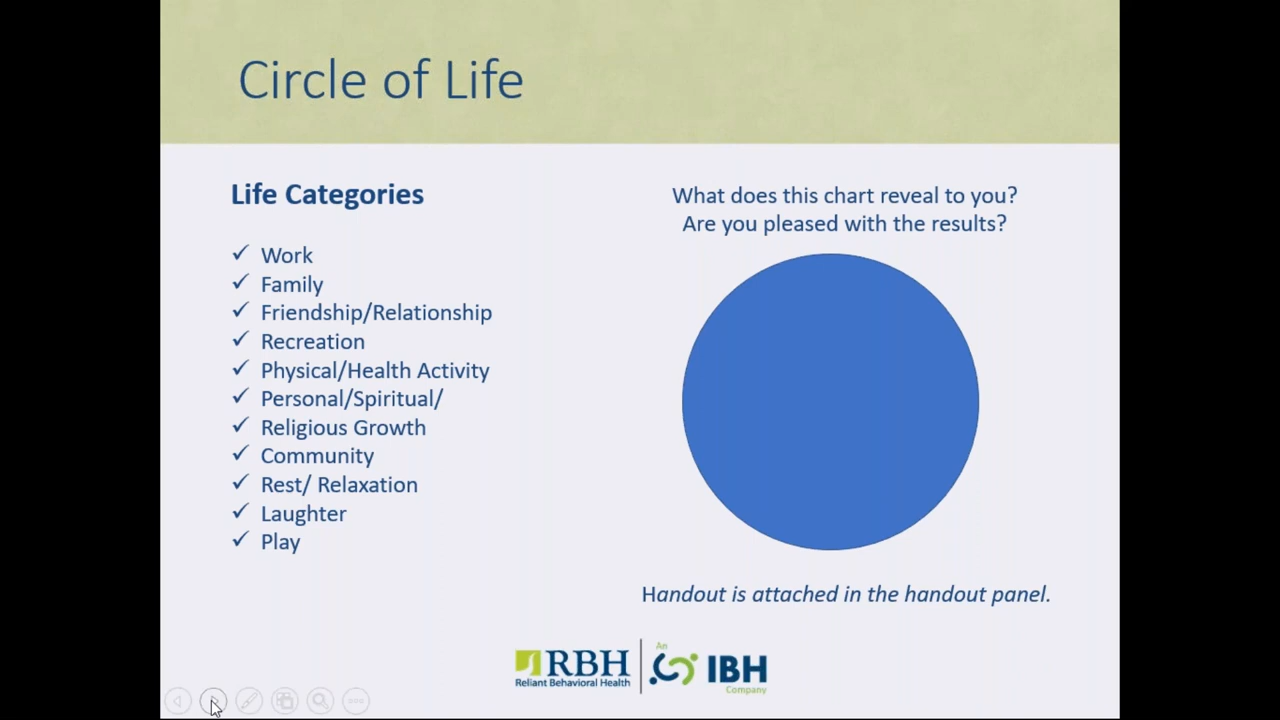 Circle of Life
Life Categories
✓ Work
✓ Family
✓ Friendship/Relationship
✓ Recreation
✓ Physical/Health Activity
✓ Personal/Spiritual/
✓ Religious Growth
✓ Community
✓ Rest/ Relaxation
✓ Laughter
✓ Play
What does this chart reveal to you?
Are you pleased with the results?
Handout is attached in the handout panel.
RBH
Reliant Behavioral Health
An
IBH
Company